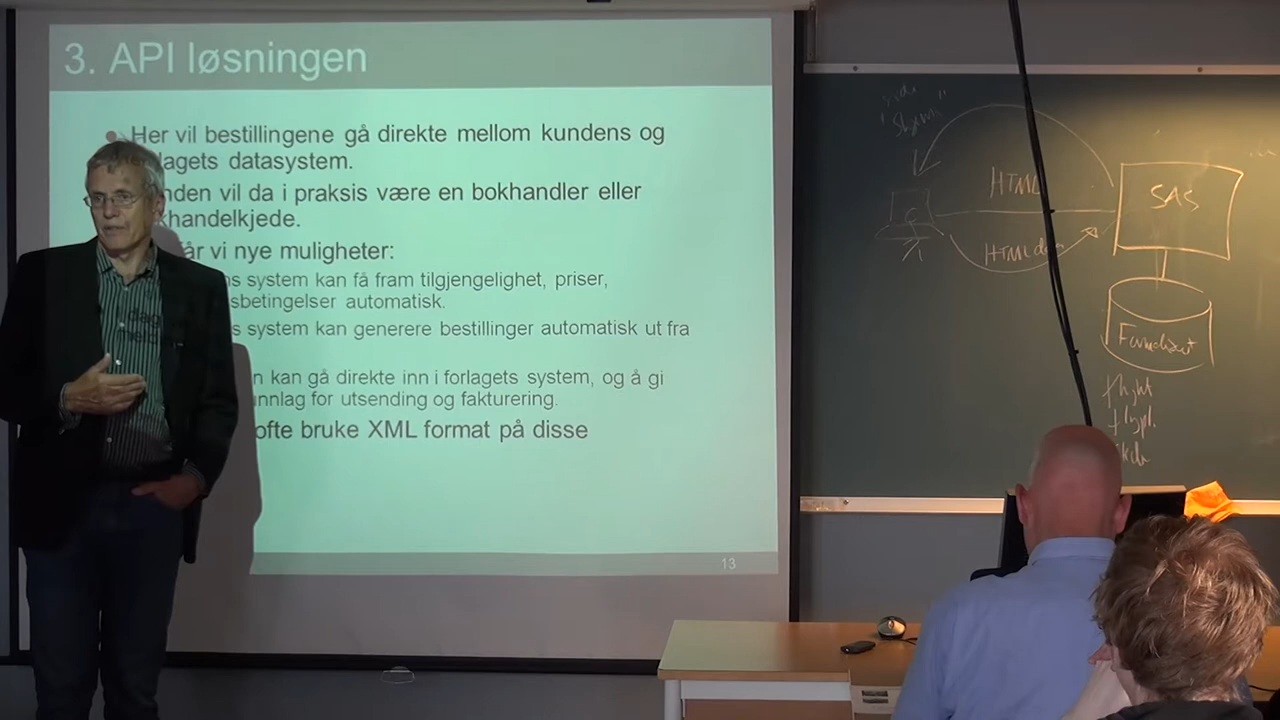 3. API løsningen
Her vil bestillingene gå direkte mellom kundens og
lagets datasystem.
nden vil da i praksis være en bokhandler eller
khandelkjede.
får vi nye muligheter:
s system kan få fram tilgjengelighet, priser,
sbetingelser automatisk.
s system kan generere bestillinger automatisk ut fra
n kan gå direkte inn i forlagets system, og å gi
nnlag for utsending og fakturering.
ofte bruke XML format på disse
13
HTML
SAS
HTML
flight